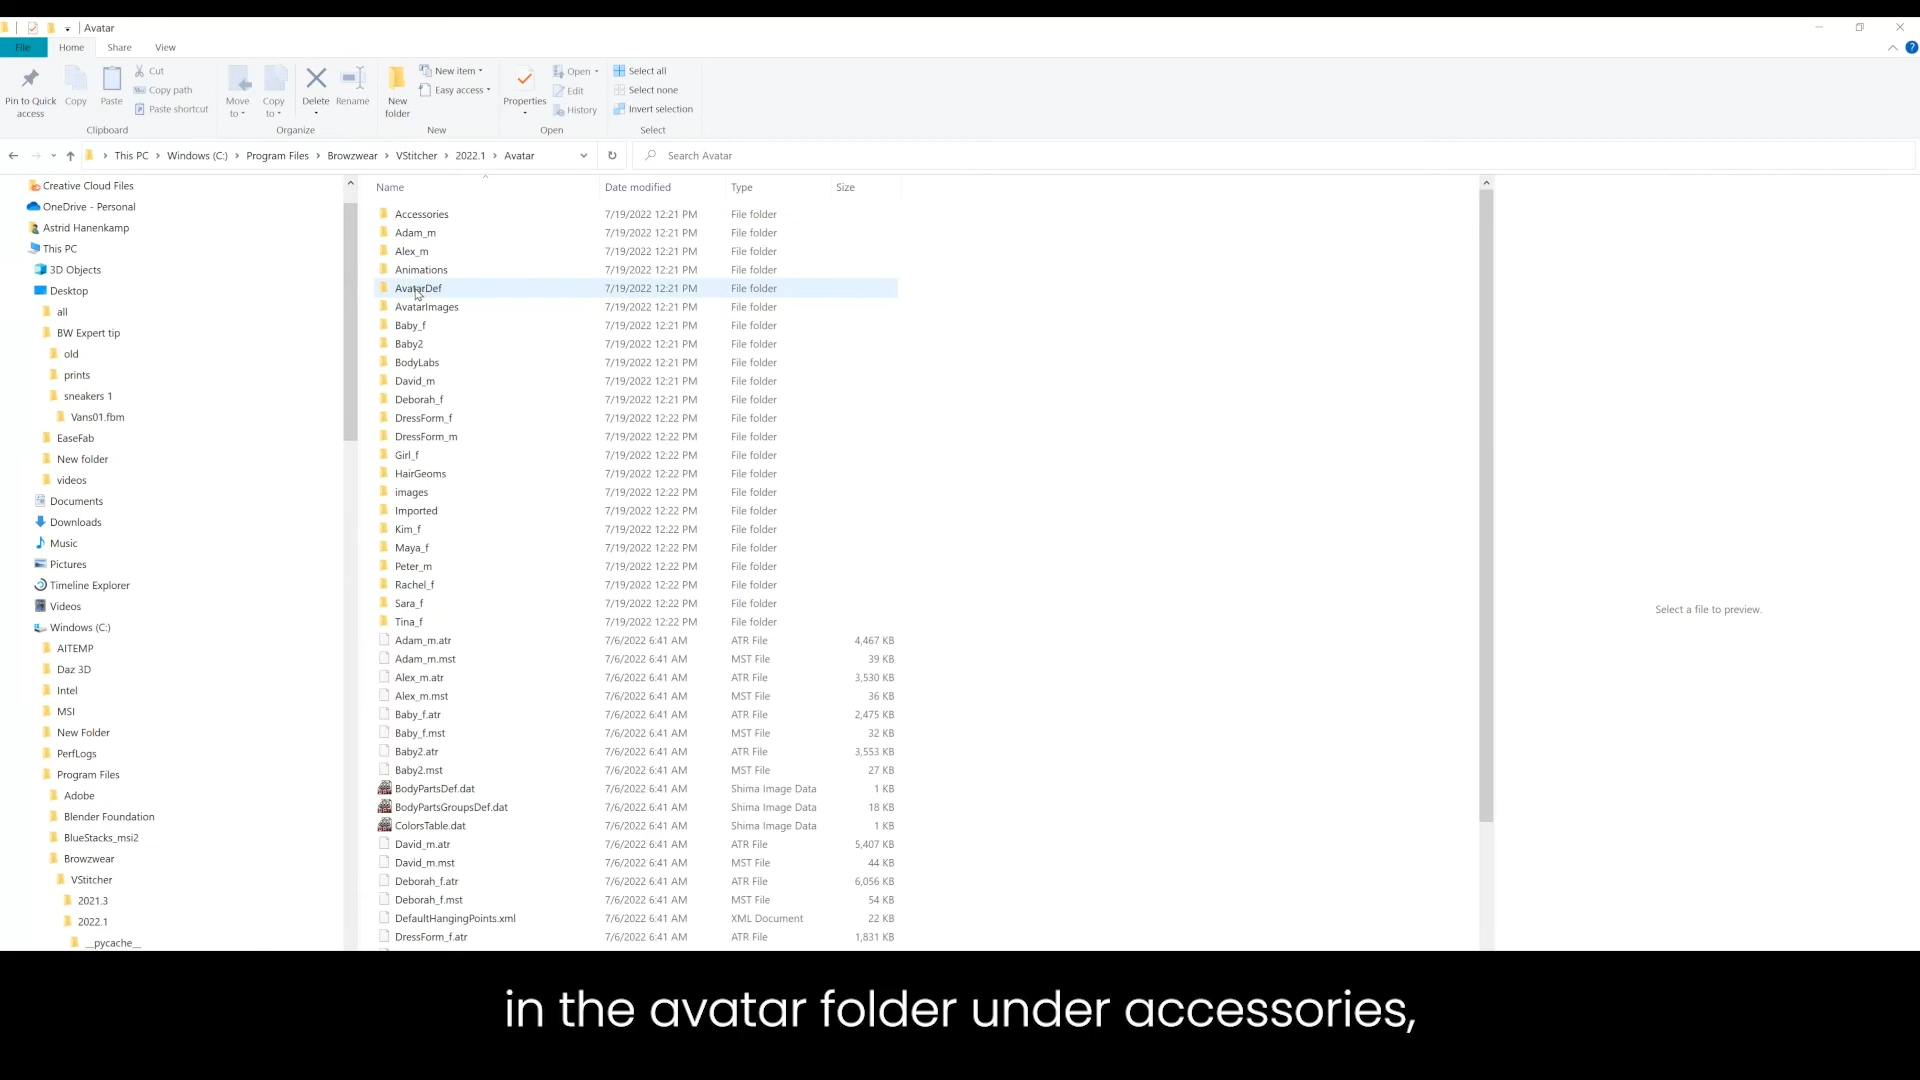 Avatar
File Home Share View
Pin to Quick access
Copy
Paste
Cut
Copy path
Paste shortcut
Clipboard
Move to
Copy to
Delete
Rename
Organize
New folder
New item
Easy access
New
Properties
Open
Edit
History
Open
Select all
Select none
Invert selection
Select
This PC > Windows (C:) > Program Files > Browzwear > VStitcher > 2022.1 > Avatar
Search Avatar
Creative Cloud Files
OneDrive - Personal
Astrid Hanenkamp
This PC
3D Objects
Desktop
all
BW Expert tip
old
prints
sneakers 1
Vans01.fbm
EaseFab
New folder
videos
Documents
Downloads
Music
Pictures
Timeline Explorer
Videos
Windows (C:)
AITEMP
Daz 3D
Intel
MSI
New Folder
PerfLogs
Program Files
Adobe
Blender Foundation
BlueStacks_msi2
Browzwear
VStitcher
2021.3
2022.1
__pycache__
Name Date modified Type Size
Accessories 7/19/2022 12:21 PM File folder
Adam_m 7/19/2022 12:21 PM File folder
Alex_m 7/19/2022 12:21 PM File folder
Animations 7/19/2022 12:21 PM File folder
AvatarDef 7/19/2022 12:21 PM File folder
AvatarImages 7/19/2022 12:21 PM File folder
Baby_f 7/19/2022 12:21 PM File folder
Baby2 7/19/2022 12:21 PM File folder
BodyLabs 7/19/2022 12:21 PM File folder
David_m 7/19/2022 12:21 PM File folder
Deborah_f 7/19/2022 12:21 PM File folder
DressForm_f 7/19/2022 12:22 PM File folder
DressForm_m 7/19/2022 12:22 PM File folder
Girl_f 7/19/2022 12:22 PM File folder
HairGeoms 7/19/2022 12:22 PM File folder
images 7/19/2022 12:22 PM File folder
Imported 7/19/2022 12:22 PM File folder
Kim_f 7/19/2022 12:22 PM File folder
Maya_f 7/19/2022 12:22 PM File folder
Peter_m 7/19/2022 12:22 PM File folder
Rachel_f 7/19/2022 12:22 PM File folder
Sara_f 7/19/2022 12:22 PM File folder
Tina_f 7/19/2022 12:22 PM File folder
Adam_m.atr 7/6/2022 6:41 AM ATR File 4,467 KB
Adam_m.mst 7/6/2022 6:41 AM MST File 39 KB
Alex_m.atr 7/6/2022 6:41 AM ATR File 3,530 KB
Alex_m.mst 7/6/2022 6:41 AM MST File 36 KB
Baby_f.atr 7/6/2022 6:41 AM ATR File 2,475 KB
Baby_f.mst 7/6/2022 6:41 AM MST File 32 KB
Baby2.atr 7/6/2022 6:41 AM ATR File 3,553 KB
Baby2.mst 7/6/2022 6:41 AM MST File 27 KB
BodyPartsDef.dat 7/6/2022 6:41 AM Shima Image Data 1 KB
BodyPartsGroupsDef.dat 7/6/2022 6:41 AM Shima Image Data 18 KB
ColorsTable.dat 7/6/2022 6:41 AM Shima Image Data 1 KB
David_m.atr 7/6/2022 6:41 AM ATR File 5,407 KB
David_m.mst 7/6/2022 6:41 AM MST File 44 KB
Deborah_f.atr 7/6/2022 6:41 AM ATR File 6,056 KB
Deborah_f.mst 7/6/2022 6:41 AM MST File 54 KB
DefaultHangingPoints.xml 7/6/2022 6:41 AM XML Document 22 KB
DressForm_f.atr 7/6/2022 6:41 AM ATR File 1,831 KB
Select a file to preview.
in the avatar folder under accessories,